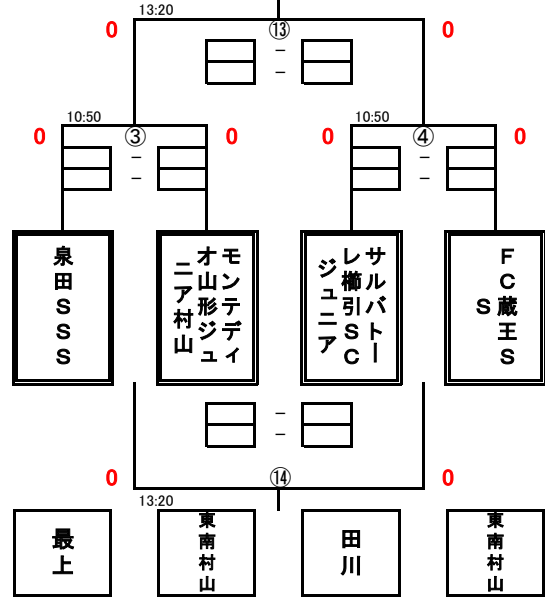 13:20
0 ⑬ 0
－
－
10:50 10:50
0 ③ 0 0 ④ 0
－ －
－ －
泉田ＳＳＳ
モンテディオ山形ジュニア村山
サルバトーレ櫛引ＳＣジュニア
ＦＣ蔵王ＳＳ
－
－
0 ⑭ 0
13:20
最上
東南村山
田川
東南村山